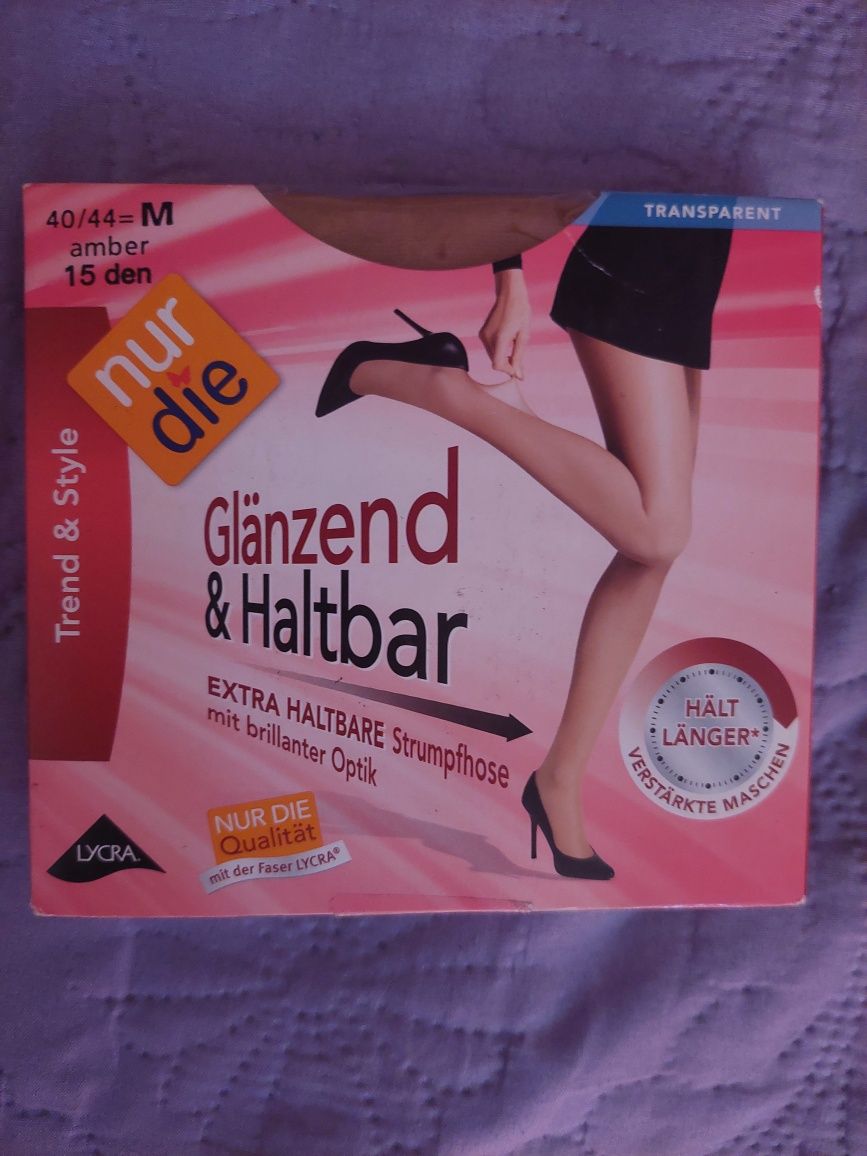 40/44= M
amber
15 den
TRANSPARENT
nur
die
Trend & Style
Glänzend
& Haltbar
EXTRA HALTBARE Strumpfhose
mit brillanter Optik
HÄLT
LÄNGER*
VERSTÄRKTE MASCHEN
NUR DIE
Qualität
mit der Faser LYCRA®
LYCRA.